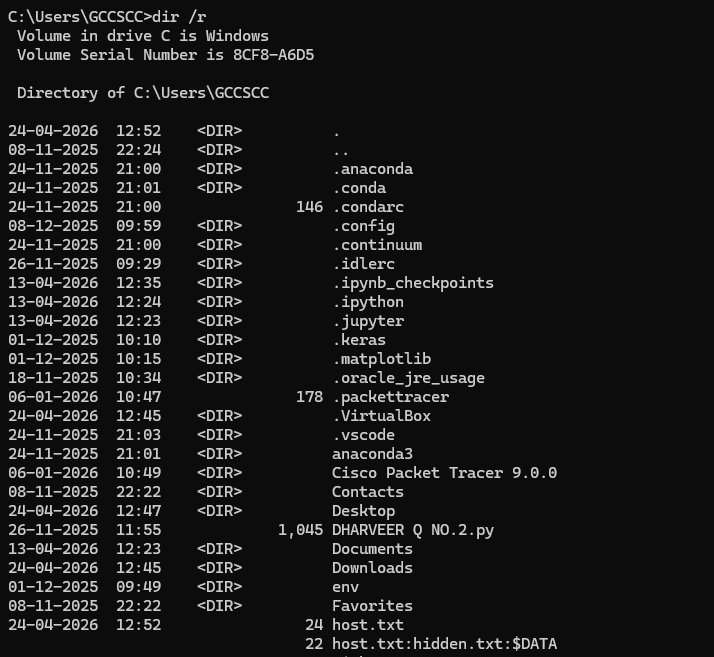 C:\Users\GCCSCC>dir /r
 Volume in drive C is Windows
 Volume Serial Number is 8CF8-A6D5

 Directory of C:\Users\GCCSCC

24-04-2026  12:52    <DIR>          .
08-11-2025  22:24    <DIR>          ..
24-11-2025  21:00    <DIR>          .anaconda
24-11-2025  21:01    <DIR>          .conda
24-11-2025  21:00               146 .condarc
08-12-2025  09:59    <DIR>          .config
24-11-2025  21:00    <DIR>          .continuum
26-11-2025  09:29    <DIR>          .idlerc
13-04-2026  12:35    <DIR>          .ipynb_checkpoints
13-04-2026  12:24    <DIR>          .ipython
13-04-2026  12:23    <DIR>          .jupyter
01-12-2025  10:10    <DIR>          .keras
01-12-2025  10:15    <DIR>          .matplotlib
18-11-2025  10:34    <DIR>          .oracle_jre_usage
06-01-2026  10:47               178 .packettracer
24-04-2026  12:45    <DIR>          .VirtualBox
24-11-2025  21:03    <DIR>          .vscode
24-11-2025  21:01    <DIR>          anaconda3
06-01-2026  10:49    <DIR>          Cisco Packet Tracer 9.0.0
08-11-2025  22:22    <DIR>          Contacts
24-04-2026  12:47    <DIR>          Desktop
26-11-2025  11:55             1,045 DHARVEER Q NO.2.py
13-04-2026  12:23    <DIR>          Documents
24-04-2026  12:45    <DIR>          Downloads
01-12-2025  09:49    <DIR>          env
08-11-2025  22:22    <DIR>          Favorites
24-04-2026  12:52                24 host.txt
                                 22 host.txt:hidden.txt:$DATA